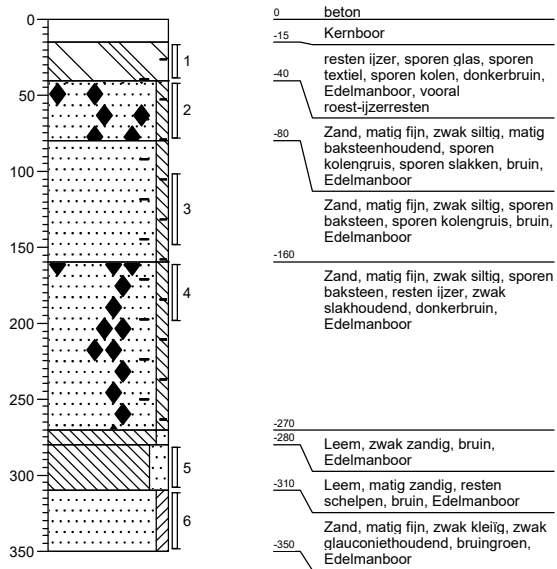 0
50
100
150
200
250
300
350
1
2
3
4
5
6
0 beton
-15 Kernboor
-40 resten ijzer, sporen glas, sporen
textiel, sporen kolen, donkerbruin,
Edelmanboor, vooral
roest-ijzerresten
-80 Zand, matig fijn, zwak siltig, matig
baksteenhoudend, sporen
kolengruis, sporen slakken, bruin,
Edelmanboor
Zand, matig fijn, zwak siltig, sporen
baksteen, sporen kolengruis, bruin,
Edelmanboor
-160
Zand, matig fijn, zwak siltig, sporen
baksteen, resten ijzer, zwak
slakhoudend, donkerbruin,
Edelmanboor
-270
-280 Leem, zwak zandig, bruin,
Edelmanboor
-310 Leem, matig zandig, resten
schelpen, bruin, Edelmanboor
Zand, matig fijn, zwak kleiïg, zwak
glauconiethoudend, bruingroen,
-350 Edelmanboor